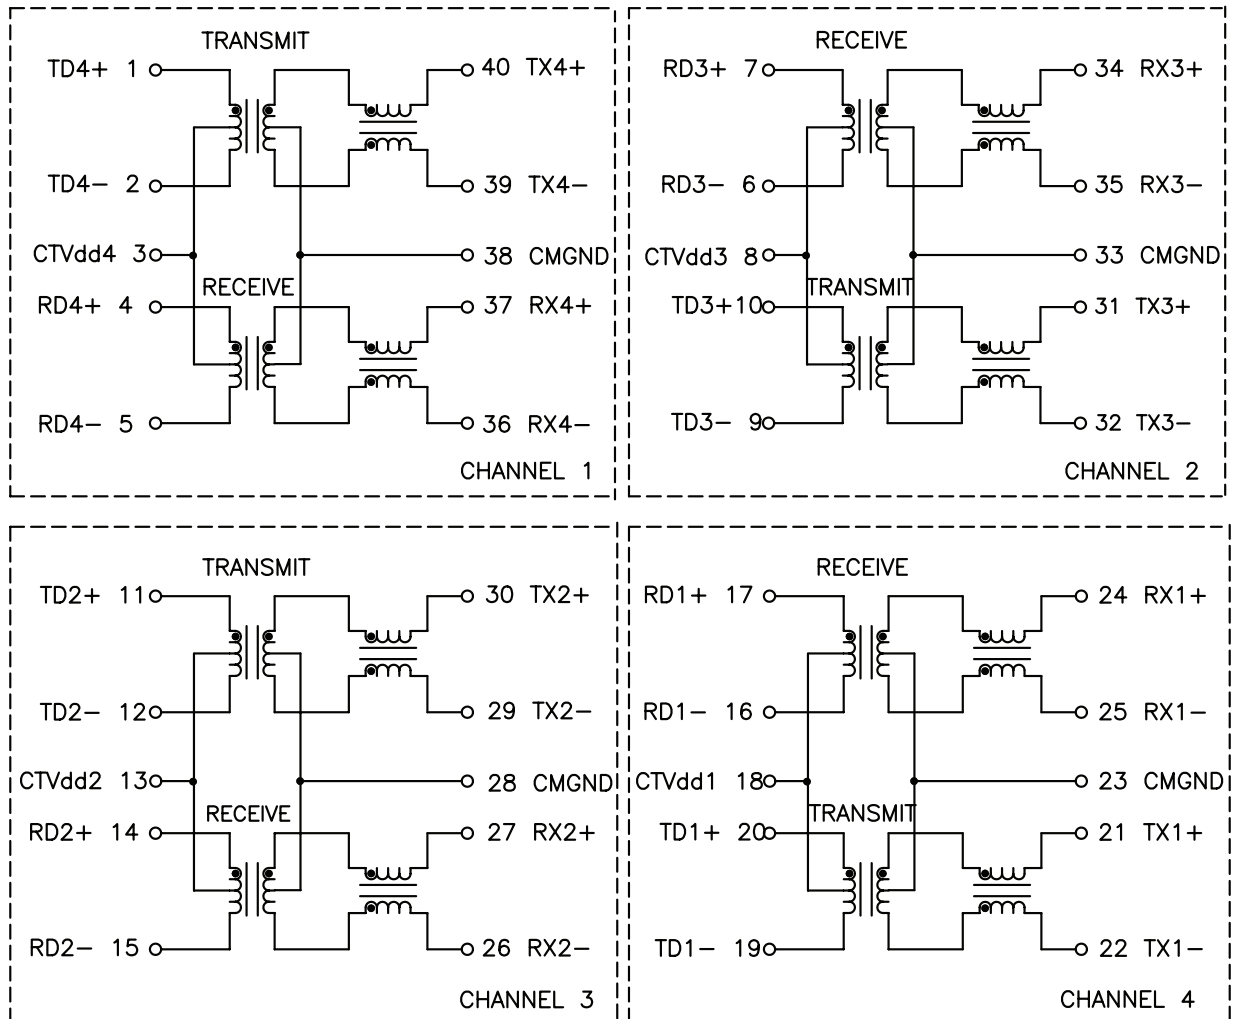 TRANSMIT
TD4+ 1 40 TX4+
TD4- 2 39 TX4-
CTVdd4 3 38 CMGND
RECEIVE
RD4+ 4 37 RX4+
RD4- 5 36 RX4-
CHANNEL 1
RECEIVE
RD3+ 7 34 RX3+
RD3- 6 35 RX3-
CTVdd3 8 33 CMGND
TRANSMIT
TD3+ 10 31 TX3+
TD3- 9 32 TX3-
CHANNEL 2
TRANSMIT
TD2+ 11 30 TX2+
TD2- 12 29 TX2-
CTVdd2 13 28 CMGND
RECEIVE
RD2+ 14 27 RX2+
RD2- 15 26 RX2-
CHANNEL 3
RECEIVE
RD1+ 17 24 RX1+
RD1- 16 25 RX1-
CTVdd1 18 23 CMGND
TRANSMIT
TD1+ 20 21 TX1+
TD1- 19 22 TX1-
CHANNEL 4